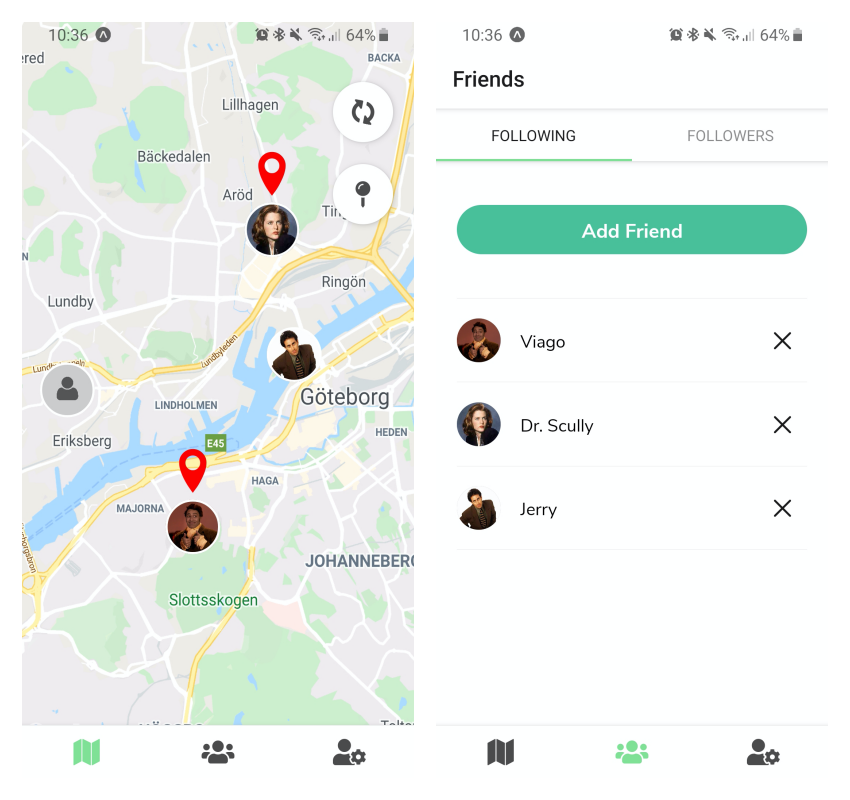 10:36
64%
ered
BACKA
Lillhagen
Bäckedalen
Aröd
Ting
N
Ringön
Lundby
Lundbyleden
Göteborg
LINDHOLMEN
Eriksberg
E45
HEDEN
HAGA
MAJORNA
JOHANNEBERG
Slottsskogen
10:36
64%
Friends
FOLLOWING
FOLLOWERS
Add Friend
Viago
Dr. Scully
Jerry